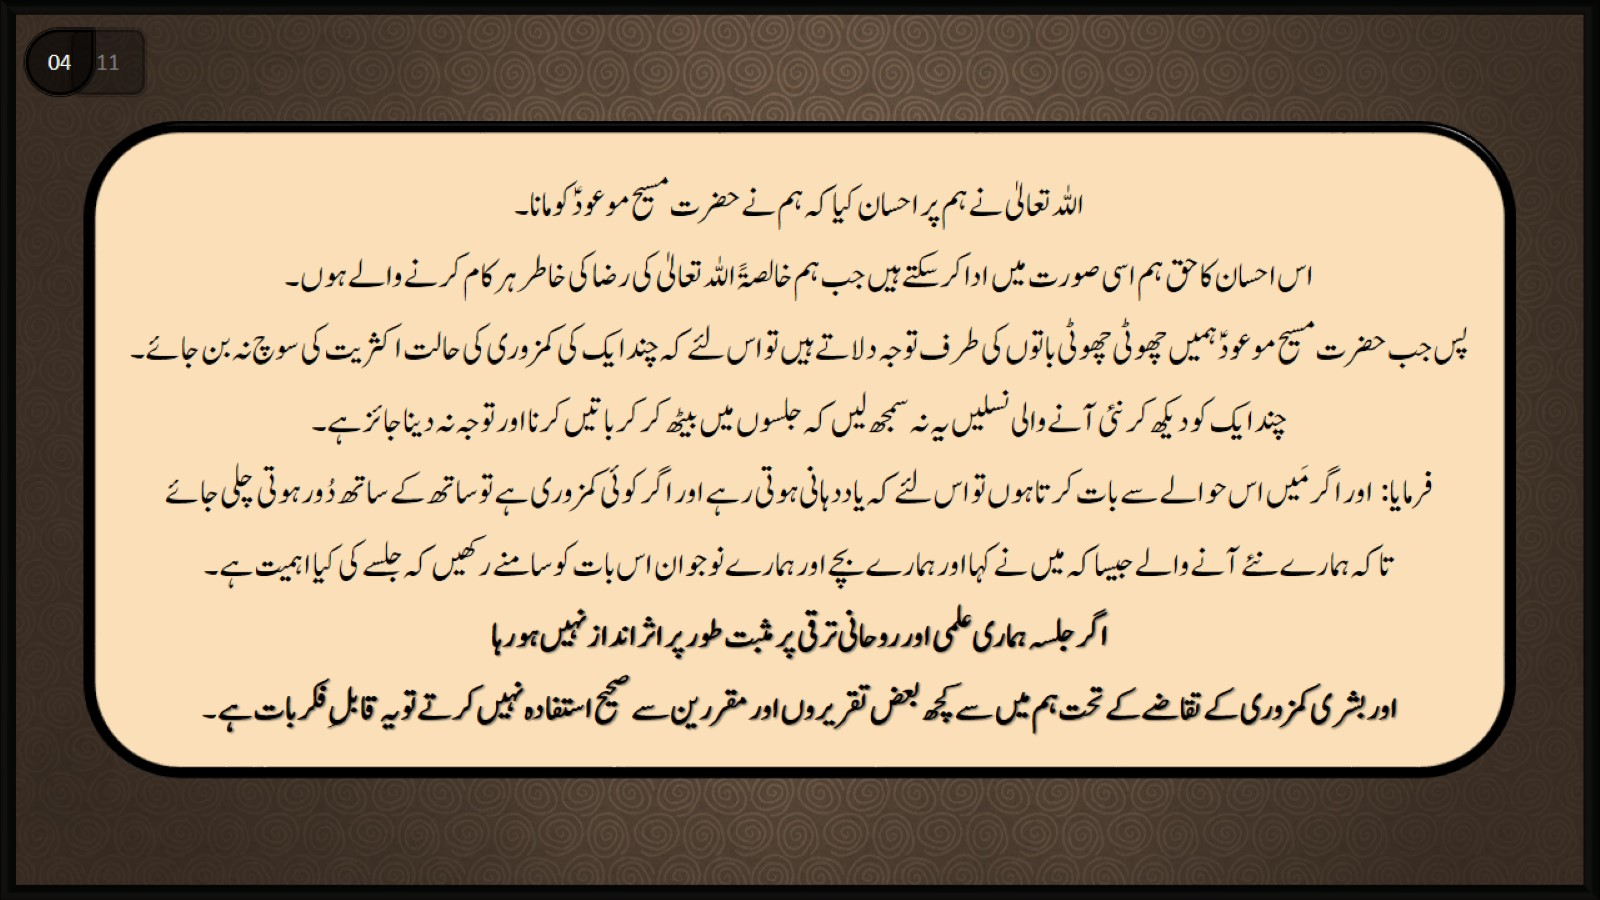 04 11
اللہ تعالیٰ نے ہم پر احسان کیا کہ ہم نے حضرت مسیح موعودؑ کو مانا۔
اس احسان کا حق ہم اسی صورت میں ادا کر سکتے ہیں جب ہم خالصۃً اللہ تعالیٰ کی رضا کی خاطر ہر کام کرنے والے ہوں۔
پس جب حضرت مسیح موعودؑ ہمیں چھوٹی چھوٹی باتوں کی طرف توجہ دلاتے ہیں تو اس لئے کہ چند ایک کی کمزوری کی حالت اکثریت کی سوچ نہ بن جائے۔
چند ایک کو دیکھ کر نئی آنے والی نسلیں یہ نہ سمجھ لیں کہ جلسوں میں بیٹھ کر کر باتیں کرنا اور توجہ نہ دینا جائز ہے۔
فرمایا: اور اگر مَیں اس حوالے سے بات کرتا ہوں تو اس لئے کہ یاددہانی ہوتی رہے اور اگر کوئی کمزوری ہے تو ساتھ کے ساتھ دُور ہوتی چلی جائے
تا کہ ہمارے نئے آنے والے جیسا کہ میں نے کہا اور ہمارے بچے اور ہمارے نوجوان اس بات کو سامنے رکھیں کہ جلسے کی کیا اہمیت ہے۔
اگر جلسہ ہماری علمی اور روحانی ترقی پر مثبت طور پر اثر انداز نہیں ہو رہا
اور بشری کمزوری کے تقاضے کے تحت ہم میں سے کچھ بعض تقریروں اور مقررین سے صحیح استفادہ نہیں کرتے تو یہ قابلِ فکر بات ہے۔